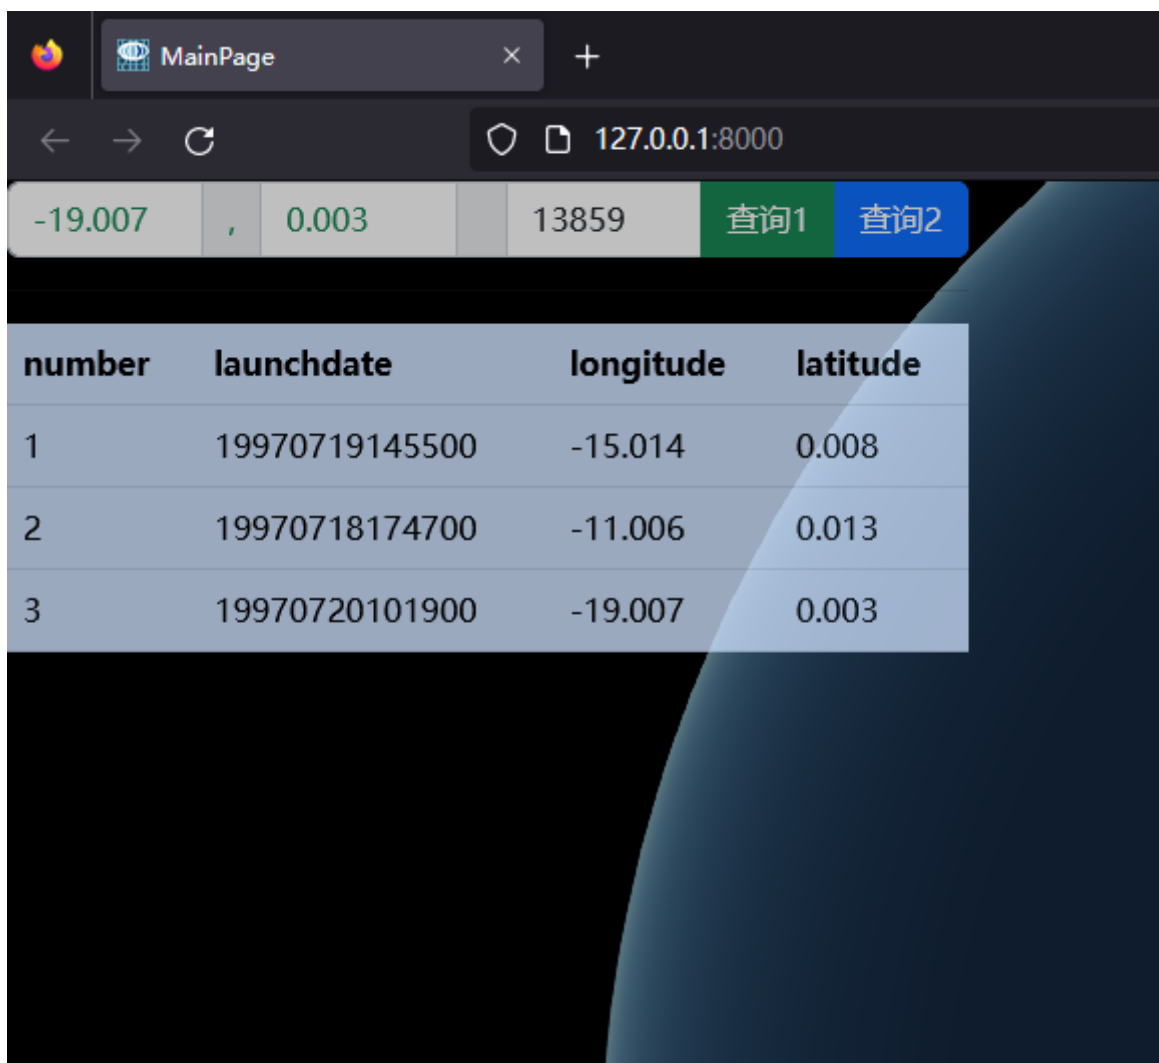 MainPage
127.0.0.1:8000
-19.007 , 0.003 13859 查询1 查询2
number launchdate longitude latitude
1 19970719145500 -15.014 0.008
2 19970718174700 -11.006 0.013
3 19970720101900 -19.007 0.003